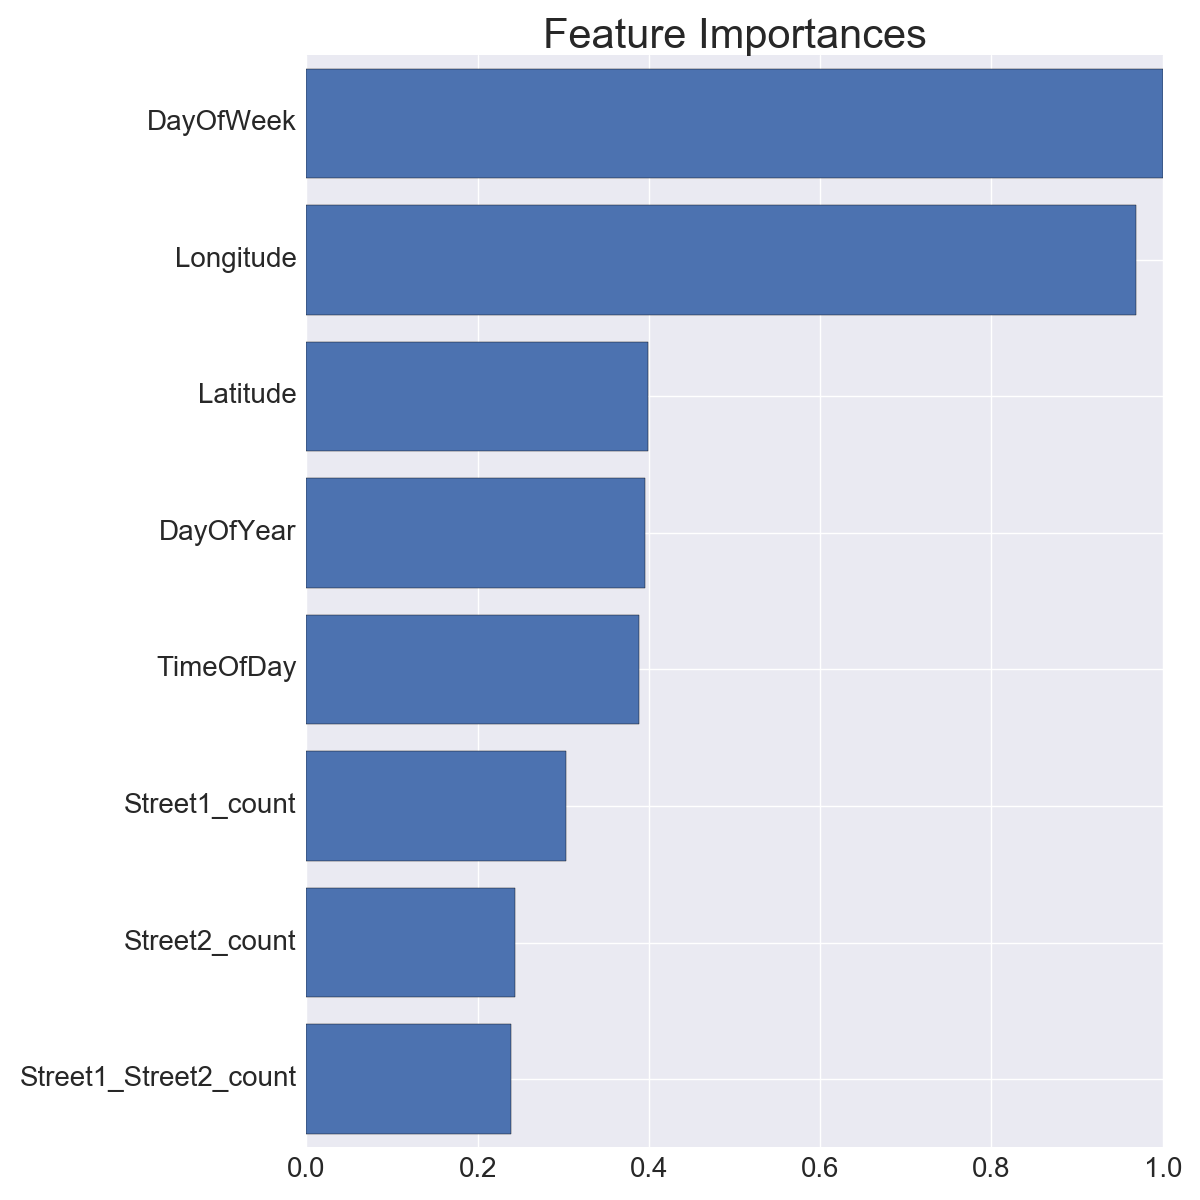 Feature Importances
DayOfWeek
Longitude
Latitude
DayOfYear
TimeOfDay
Street1_count
Street2_count
Street1_Street2_count
0.0 0.2 0.4 0.6 0.8 1.0